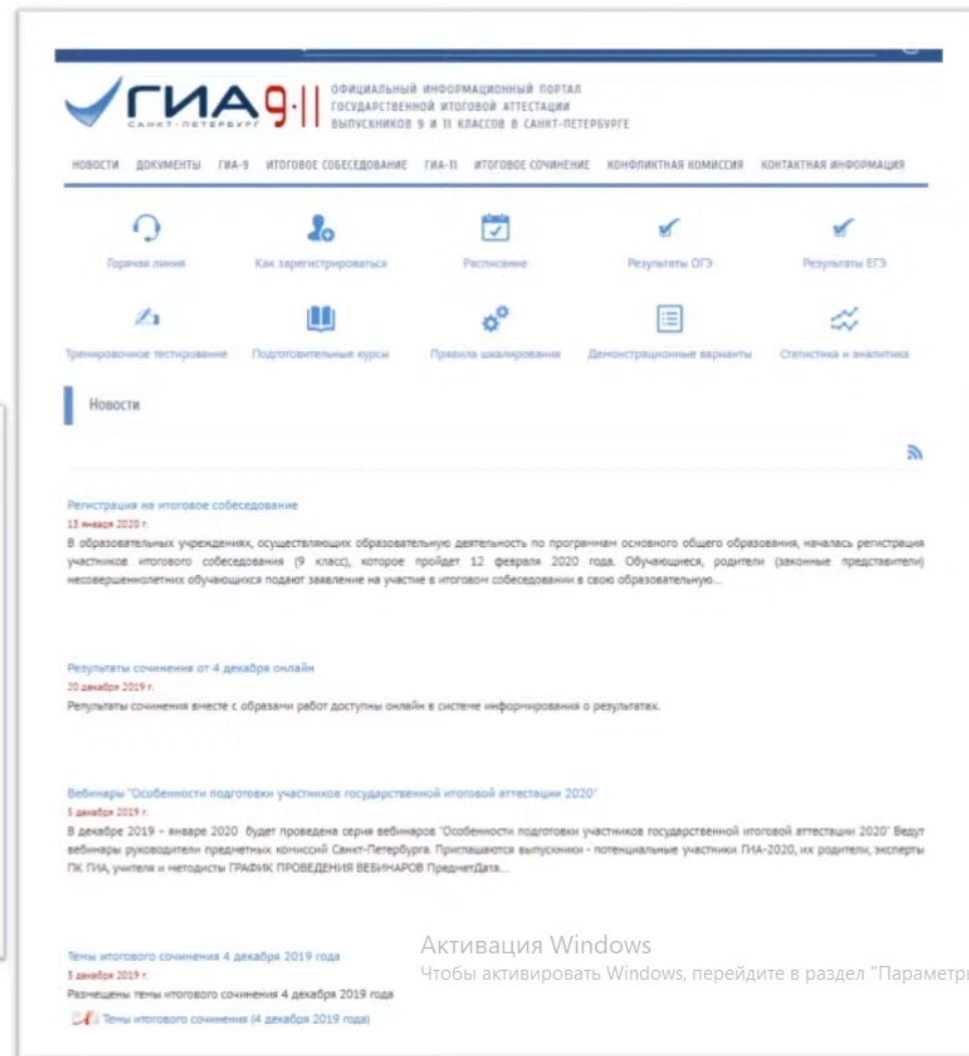 ГИА 9·11
САНКТ-ПЕТЕРБУРГ
ОФИЦИАЛЬНЫЙ ИНФОРМАЦИОННЫЙ ПОРТАЛ
ГОСУДАРСТВЕННОЙ ИТОГОВОЙ АТТЕСТАЦИИ
ВЫПУСКНИКОВ 9 И 11 КЛАССОВ В САНКТ-ПЕТЕРБУРГЕ
НОВОСТИ ДОКУМЕНТЫ ГИА-9 ИТОГОВОЕ СОБЕСЕДОВАНИЕ ГИА-11 ИТОГОВОЕ СОЧИНЕНИЕ КОНФЛИКТНАЯ КОМИССИЯ КОНТАКТНАЯ ИНФОРМАЦИЯ
Горячая линия Как зарегистрироваться Расписание Результаты ОГЭ Результаты ЕГЭ
Тренировочное тестирование Подготовительные курсы Правила шкалирования Демонстрационные варианты Статистика и аналитика
Новости
Регистрация на итоговое собеседование
13 января 2020 г.
В образовательных учреждениях, осуществляющих образовательную деятельность по программам основного общего образования, началась регистрация
участников итогового собеседования (9 класс), которое пройдет 12 февраля 2020 года. Обучающиеся, родители (законные представители)
несовершеннолетних обучающихся подают заявление на участие в итоговом собеседовании в свою образовательную...
Результаты сочинения от 4 декабря онлайн
20 декабря 2019 г.
Результаты сочинения вместе с образами работ доступны онлайн в системе информирования о результатах.
Вебинары "Особенности подготовки участников государственной итоговой аттестации 2020"
5 декабря 2019 г.
В декабре 2019 – январе 2020 будет проведена серия вебинаров "Особенности подготовки участников государственной итоговой аттестации 2020" Ведут
вебинары руководители предметных комиссий Санкт-Петербурга. Приглашаются выпускники - потенциальные участники ГИА-2020, их родители, эксперты
ПК ГИА, учителя и методисты ГРАФИК ПРОВЕДЕНИЯ ВЕБИНАРОВ ПредметДата...
Темы итогового сочинения 4 декабря 2019 года
5 декабря 2019 г.
Размещены темы итогового сочинения 4 декабря 2019 года
Темы итогового сочинения (4 декабря 2019 года)
Активация Windows
Чтобы активировать Windows, перейдите в раздел "Параметры